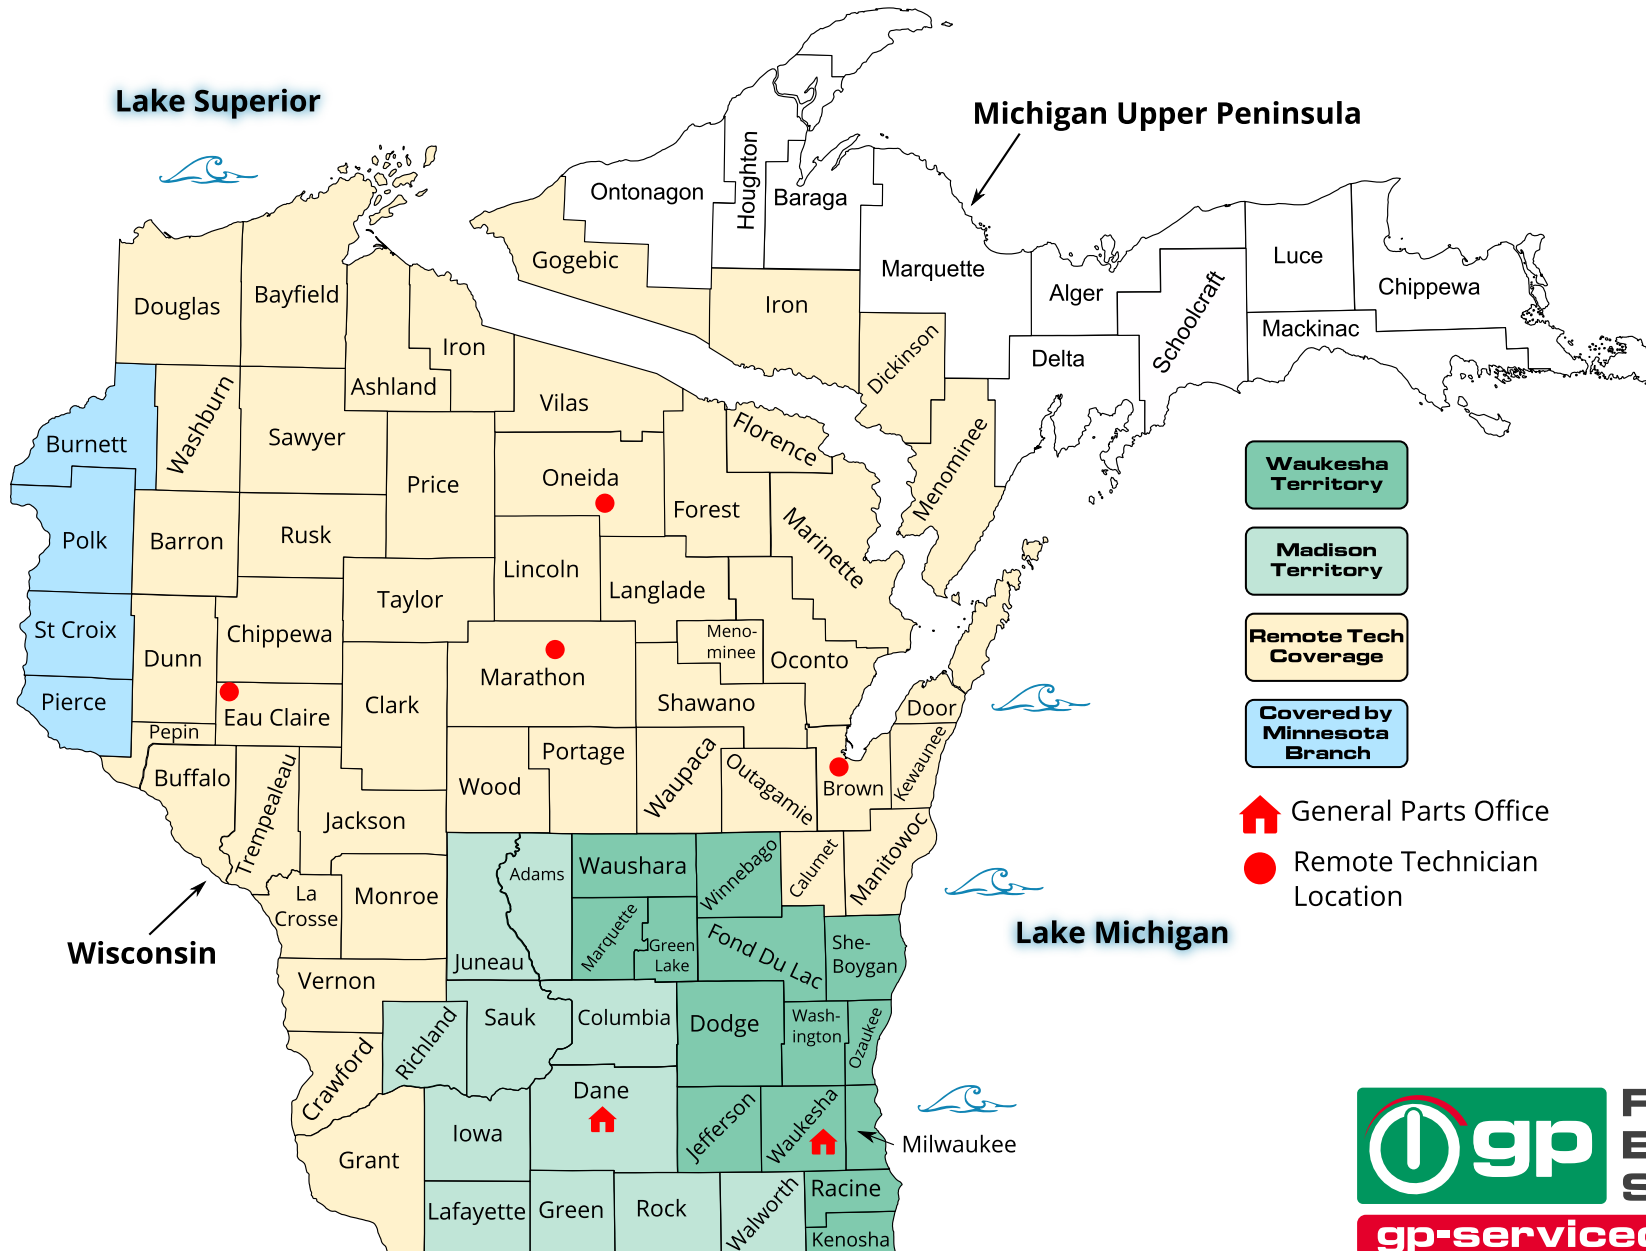 Lake Superior
Michigan Upper Peninsula
Ontonagon
Houghton
Baraga
Gogebic
Iron
Marquette
Alger
Schoolcraft
Luce
Chippewa
Mackinac
Delta
Dickinson
Menominee
Douglas
Bayfield
Ashland
Iron
Vilas
Burnett
Washburn
Sawyer
Price
Oneida
Florence
Forest
Marinette
Polk
Barron
Rusk
Lincoln
Langlade
Taylor
St Croix
Dunn
Chippewa
Meno-
minee
Oconto
Marathon
Shawano
Pierce
Pepin
Eau Claire
Clark
Door
Buffalo
Trempealeau
Jackson
Wood
Portage
Waupaca
Outagamie
Brown
Kewaunee
La
Crosse
Monroe
Juneau
Adams
Waushara
Winnebago
Calumet
Manitowoc
Marquette
Green
Lake
Fond Du Lac
She-
Boygan
Vernon
Richland
Sauk
Columbia
Dodge
Wash-
ington
Ozaukee
Crawford
Grant
Iowa
Dane
Jefferson
Waukesha
Milwaukee
Lafayette
Green
Rock
Walworth
Racine
Kenosha
Wisconsin
Lake Michigan
Waukesha
Territory
Madison
Territory
Remote Tech
Coverage
Covered by
Minnesota
Branch
General Parts Office
Remote Technician
Location
gp
F
E
S
gp-servicec